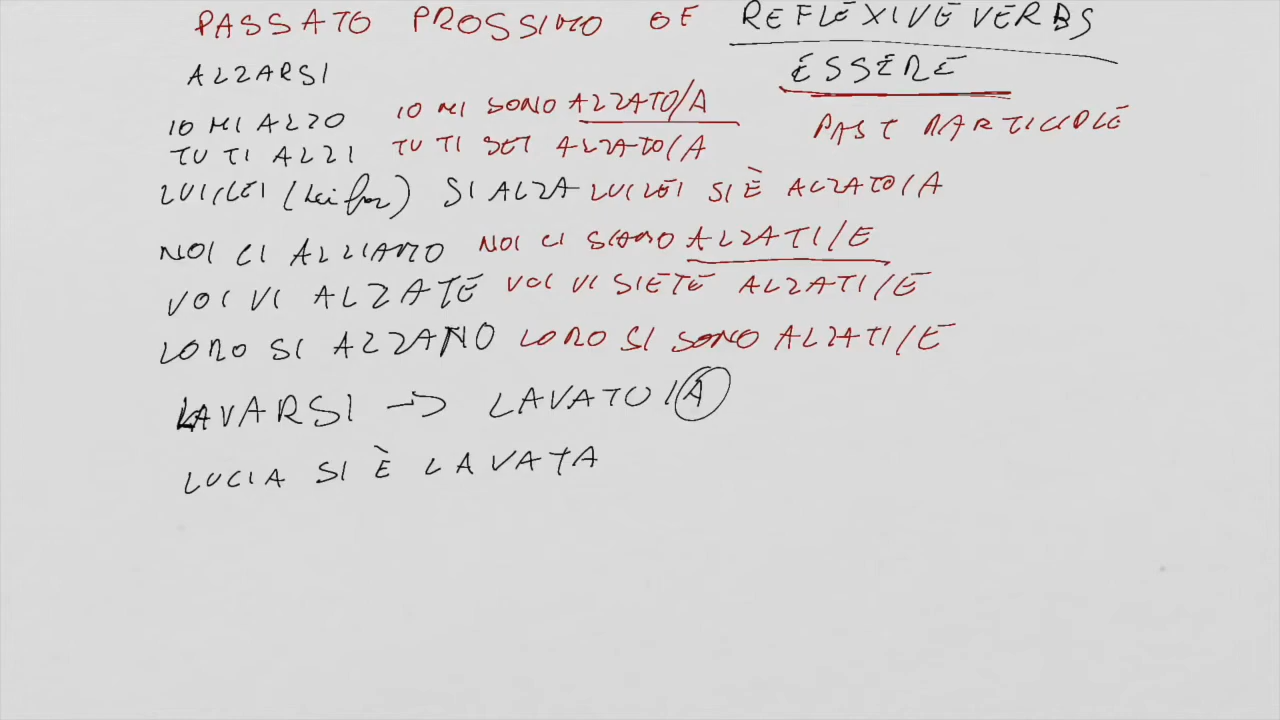 PASSATO PROSSIMO OF REFLEXIVE VERBS
ALZARSI ESSERE
IO MI ALZO IO MI SONO ALZATO/A PAST PARTICIPLE
TU TI ALZI TU TI SEI ALZATO/A
LUI/LEI (Lei for) SI ALZA LUI LEI SI È ALZATO/A
NOI CI ALZIAMO NOI CI SIAMO ALZATI/E
VOI VI ALZATE VOI VI SIETE ALZATI/E
LORO SI ALZANO LORO SI SONO ALZATI/E
LAVARSI → LAVATO/A
LUCIA SI È LAVATA